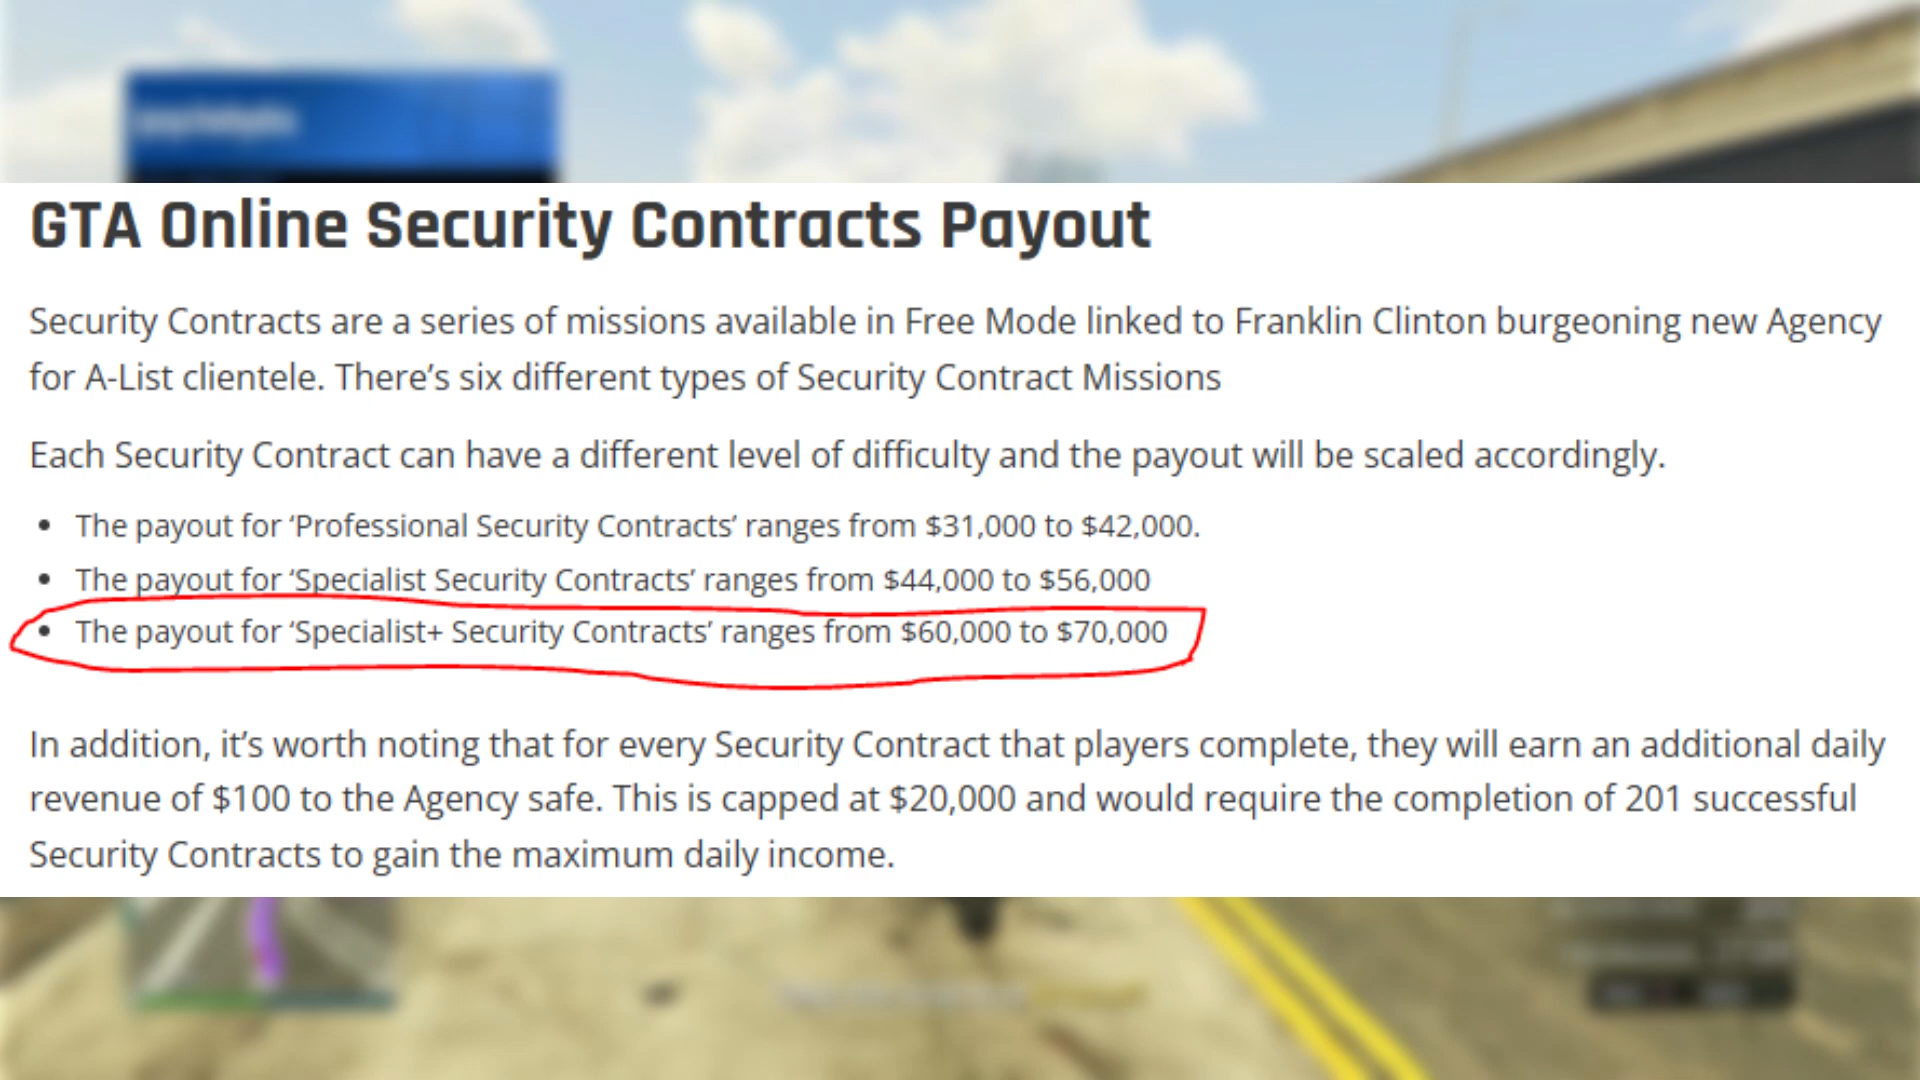 GTA Online Security Contracts Payout
Security Contracts are a series of missions available in Free Mode linked to Franklin Clinton burgeoning new Agency
for A-List clientele. There’s six different types of Security Contract Missions
Each Security Contract can have a different level of difficulty and the payout will be scaled accordingly.
• The payout for ‘Professional Security Contracts’ ranges from $31,000 to $42,000.
• The payout for ‘Specialist Security Contracts’ ranges from $44,000 to $56,000
• The payout for ‘Specialist+ Security Contracts’ ranges from $60,000 to $70,000
In addition, it’s worth noting that for every Security Contract that players complete, they will earn an additional daily
revenue of $100 to the Agency safe. This is capped at $20,000 and would require the completion of 201 successful
Security Contracts to gain the maximum daily income.